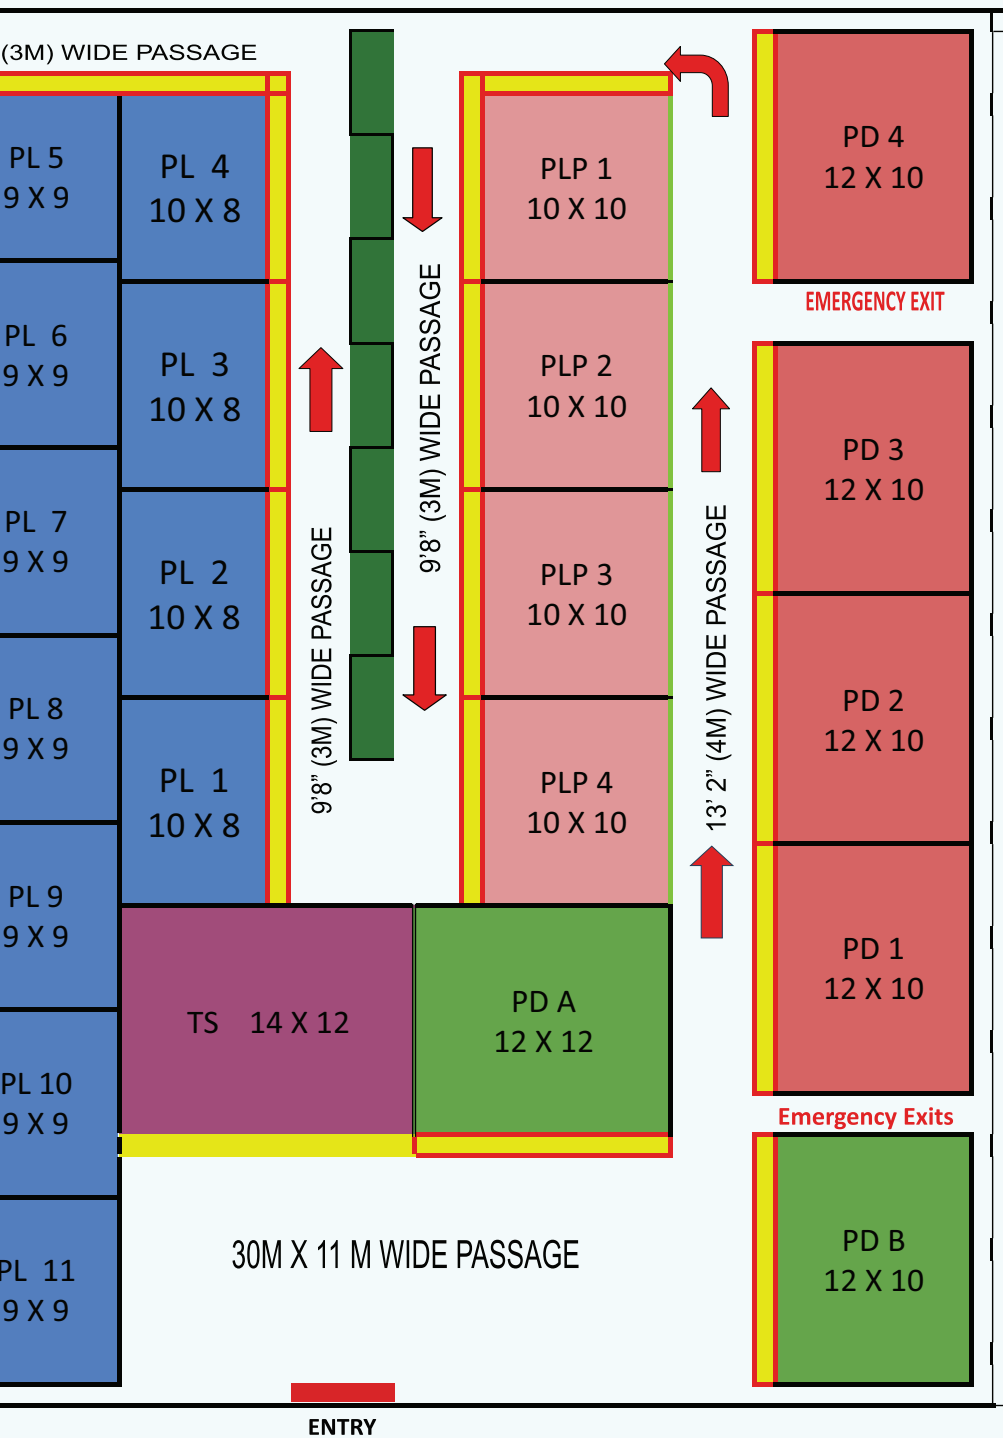 (3M) WIDE PASSAGE
PL 5
9 X 9
PL 6
9 X 9
PL 7
9 X 9
PL 8
9 X 9
PL 9
9 X 9
PL 10
9 X 9
PL 11
9 X 9
PL 4
10 X 8
PL 3
10 X 8
PL 2
10 X 8
PL 1
10 X 8
9'8” (3M) WIDE PASSAGE
9'8” (3M) WIDE PASSAGE
PLP 1
10 X 10
PLP 2
10 X 10
PLP 3
10 X 10
PLP 4
10 X 10
13' 2” (4M) WIDE PASSAGE
PD 4
12 X 10
EMERGENCY EXIT
PD 3
12 X 10
PD 2
12 X 10
PD 1
12 X 10
Emergency Exits
PD B
12 X 10
TS 14 X 12
PD A
12 X 12
30M X 11 M WIDE PASSAGE
ENTRY